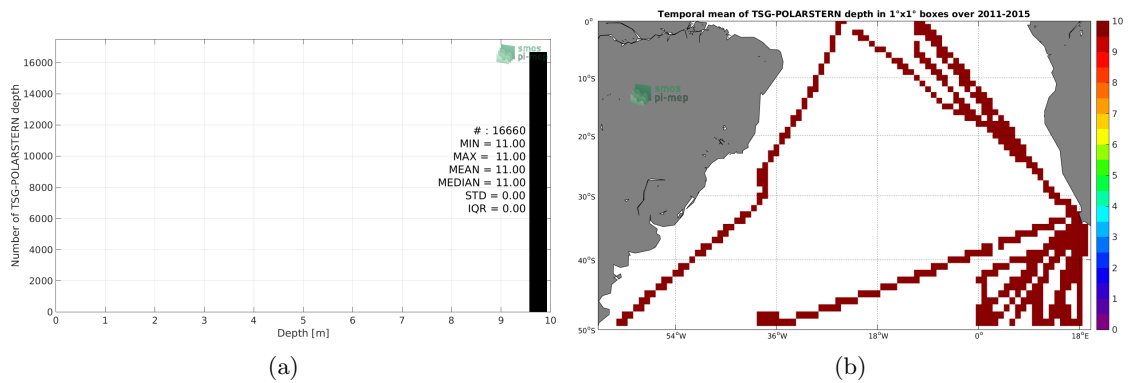 smos
pi-mep
Number of TSG-POLARSTERN depth
16000
14000
12000
10000
8000
6000
4000
2000
0
# : 16660
MIN = 11.00
MAX = 11.00
MEAN = 11.00
MEDIAN = 11.00
STD = 0.00
IQR = 0.00
0 1 2 3 4 5 6 7 8 9 10
Depth [m]
(a)
Temporal mean of TSG-POLARSTERN depth in 1°x1° boxes over 2011-2015
smos
pi-mep
0°
10°S
20°S
30°S
40°S
50°S
54°W 36°W 18°W 0° 18°E
10
9
8
7
6
5
4
3
2
1
0
(b)